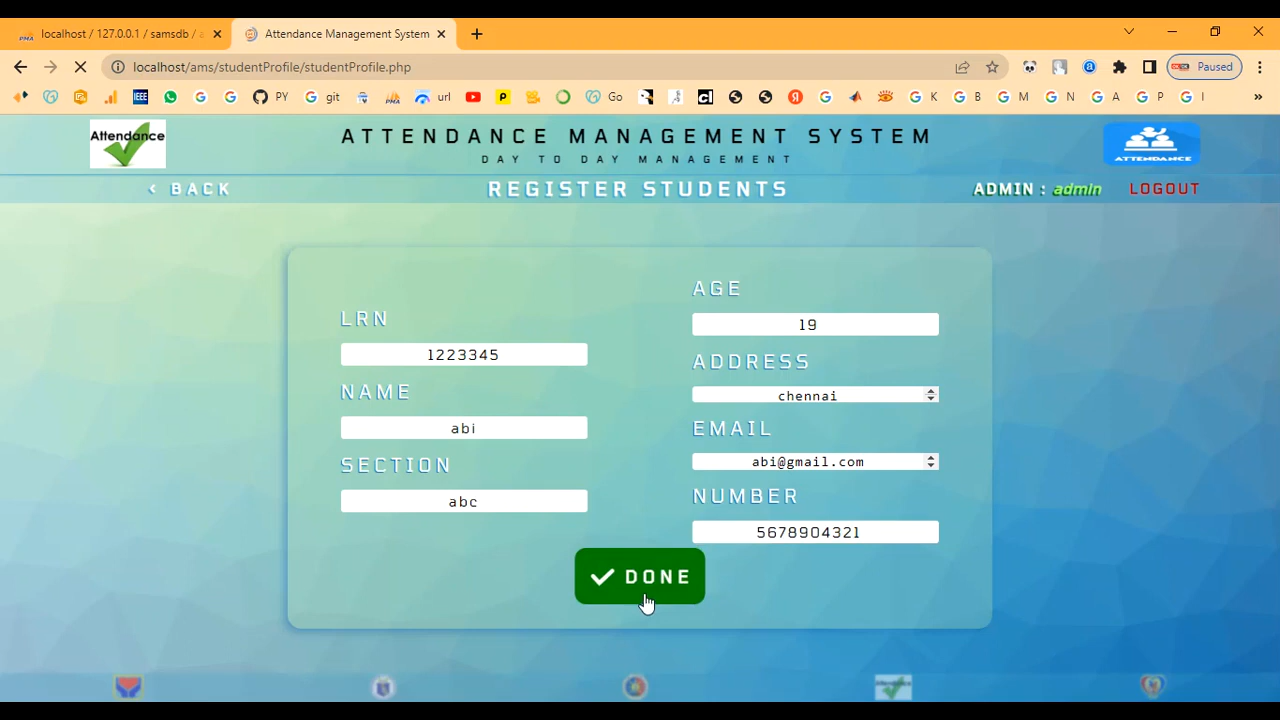 localhost / 127.0.0.1 / samsdb /
Attendance Management System
localhost/ams/studentProfile/studentProfile.php
Paused
IEEE
PY
git
url
Go
K
B
M
N
A
P
I
Attendance
ATTENDANCE MANAGEMENT SYSTEM
DAY TO DAY MANAGEMENT
ATTENDANCE
‹ BACK
REGISTER STUDENTS
ADMIN : admin
LOGOUT
LRN
1223345
NAME
abi
SECTION
abc
AGE
19
ADDRESS
chennai
EMAIL
abi@gmail.com
NUMBER
5678904321
DONE